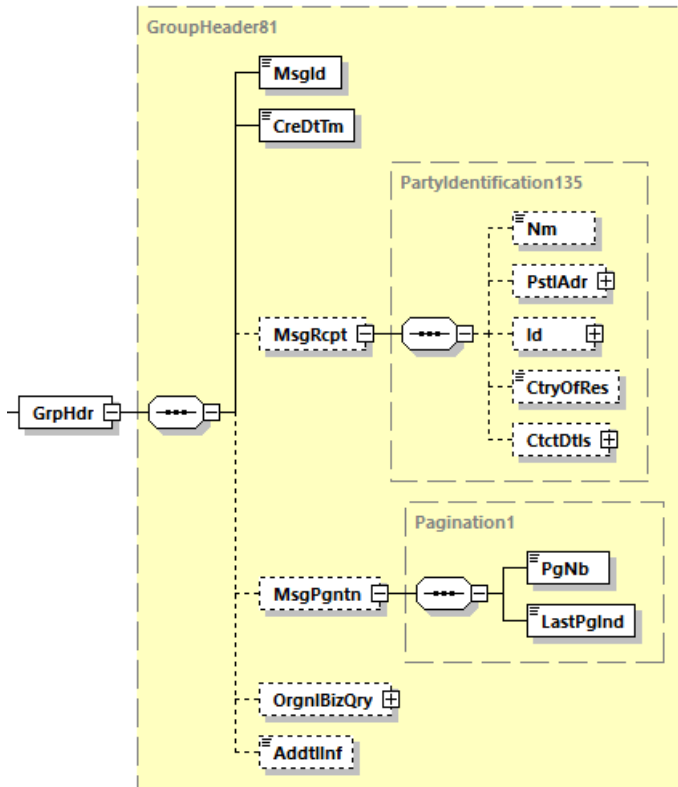 GroupHeader81
MsgId
CreDtTm
PartyIdentification135
Nm
PstlAdr
MsgRcpt
Id
CtryOfRes
GrpHdr
CtctDtls
Pagination1
PgNb
MsgPgntn
LastPgInd
OrgnlBizQry
AddtlInf